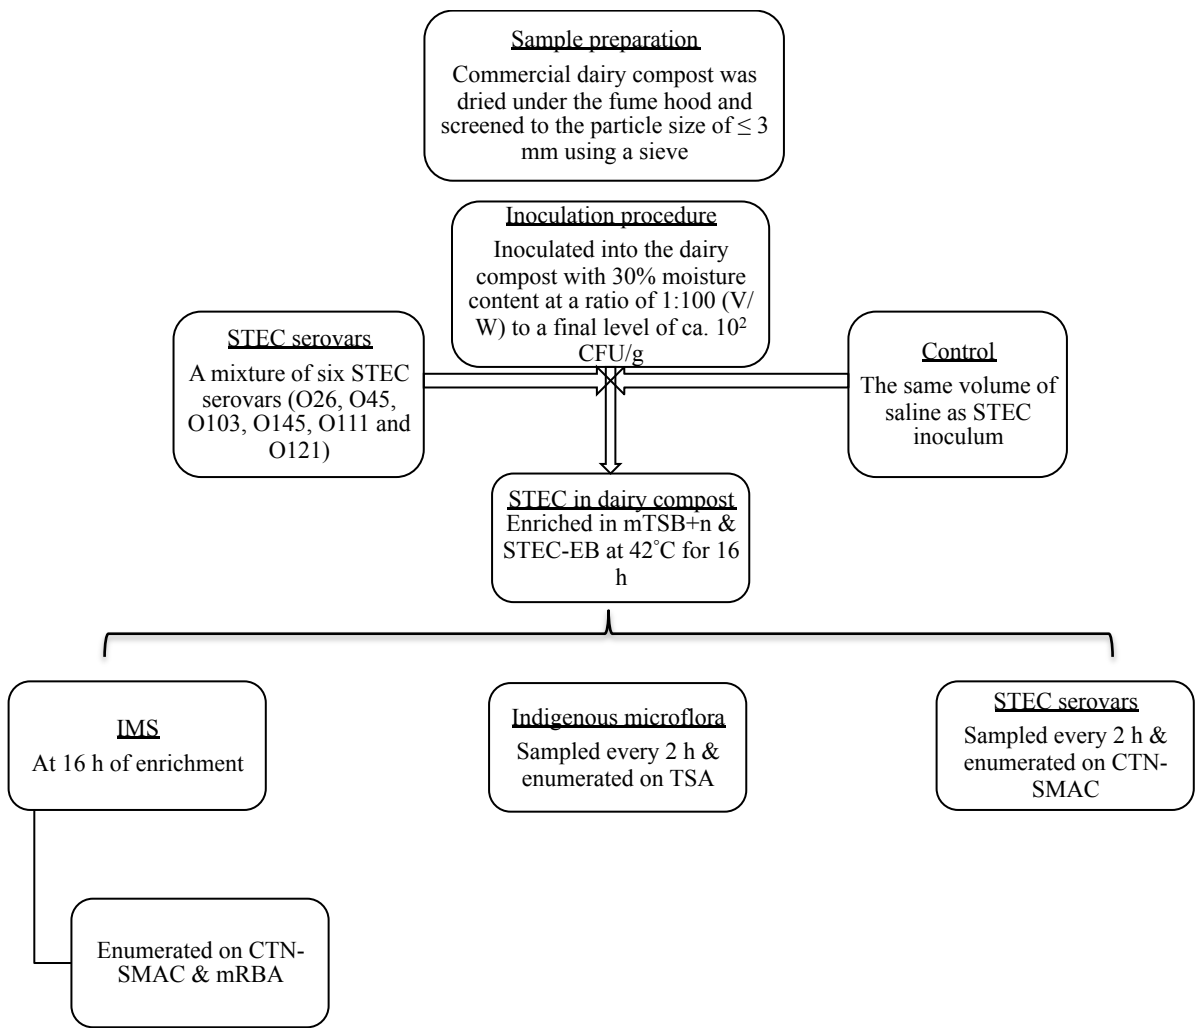 Sample preparation
Commercial dairy compost was
dried under the fume hood and
screened to the particle size of ≤ 3
mm using a sieve
Inoculation procedure
Inoculated into the dairy
compost with 30% moisture
content at a ratio of 1:100 (V/
W) to a final level of ca. 10²
CFU/g
STEC serovars
A mixture of six STEC
serovars (O26, O45,
O103, O145, O111 and
O121)
Control
The same volume of
saline as STEC
inoculum
STEC in dairy compost
Enriched in mTSB+n &
STEC-EB at 42˚C for 16
h
IMS
At 16 h of enrichment
Indigenous microflora
Sampled every 2 h &
enumerated on TSA
STEC serovars
Sampled every 2 h &
enumerated on CTN-
SMAC
Enumerated on CTN-
SMAC & mRBA